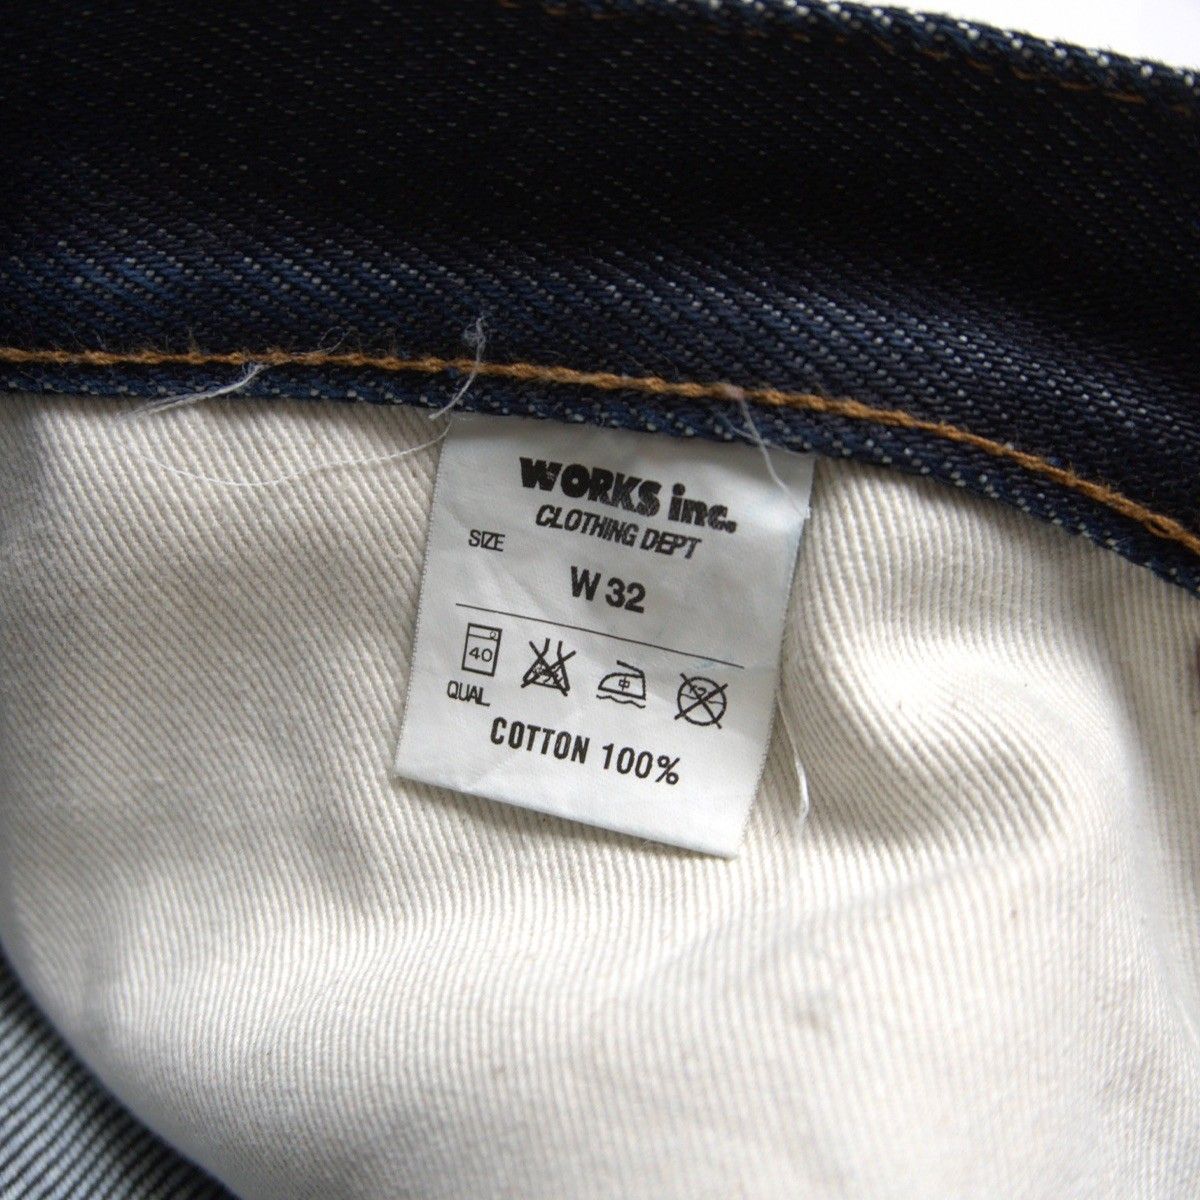 WORKS inc.
CLOTHING DEPT
SIZE
W 32
40
QUAL
COTTON 100%